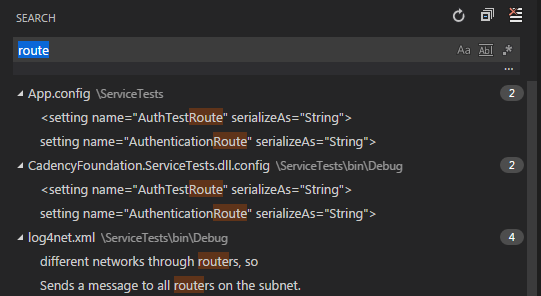 SEARCH
route
Aa Abl .*
...
App.config \ServiceTests 2
<setting name="AuthTestRoute" serializeAs="String">
setting name="AuthenticationRoute" serializeAs="String">
CadencyFoundation.ServiceTests.dll.config \ServiceTests\bin\Debug 2
<setting name="AuthTestRoute" serializeAs="String">
setting name="AuthenticationRoute" serializeAs="String">
log4net.xml \ServiceTests\bin\Debug 4
different networks through routers, so
Sends a message to all routers on the subnet.